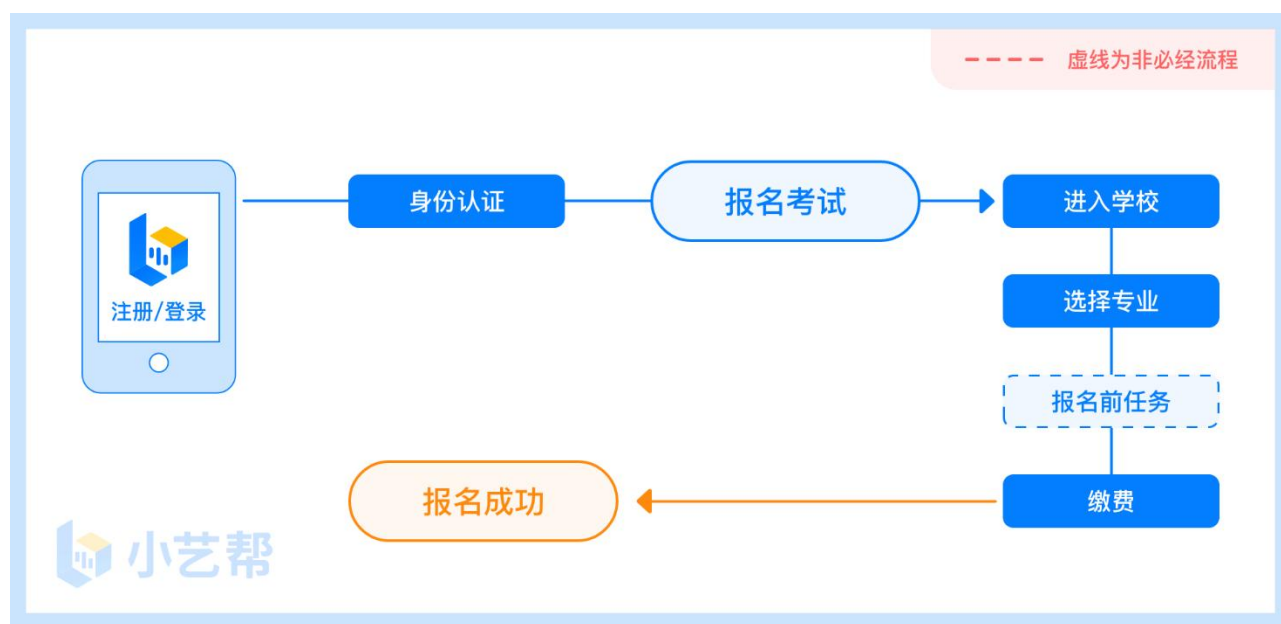 虚线为非必经流程
身份认证
报名考试
进入学校
注册/登录
选择专业
报名前任务
缴费
报名成功
小艺帮